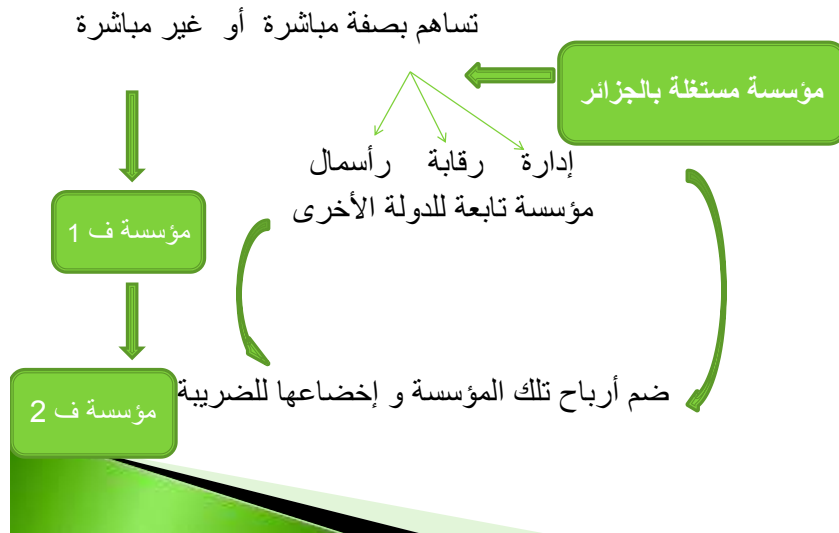 تساهم بصفة مباشرة أو غير مباشرة
مؤسسة مستغلة بالجزائر
إدارة رقابة رأسمال
مؤسسة تابعة للدولة الأخرى
مؤسسة ف 1
ضم أرباح تلك المؤسسة و إخضاعها للضريبة
مؤسسة ف 2